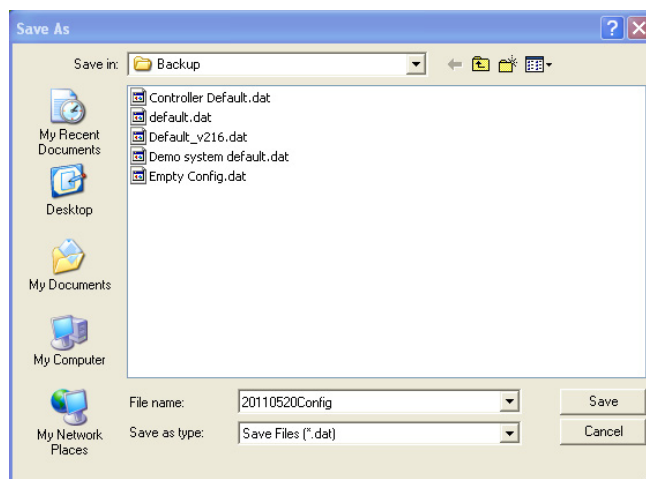 Save As
Save in:
Backup
My Recent
Documents
Desktop
My Documents
My Computer
My Network
Places
Controller Default.dat
default.dat
Default_v216.dat
Demo system default.dat
Empty Config.dat
File name:
20110520Config
Save
Save as type:
Save Files (*.dat)
Cancel